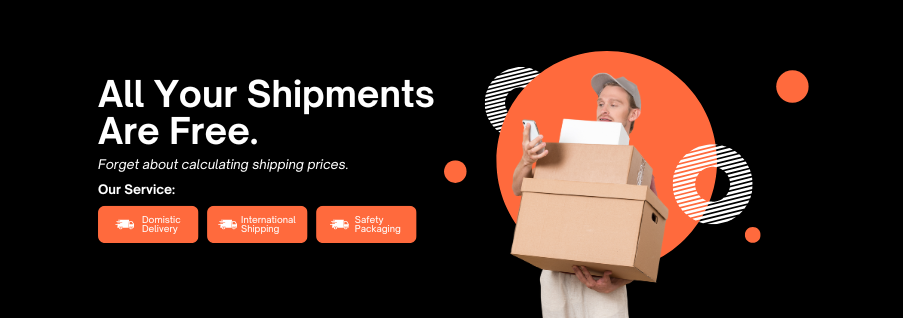 All Your Shipments
Are Free.
Forget about calculating shipping prices.
Our Service:
Domistic
Delivery
International
Shipping
Safety
Packaging